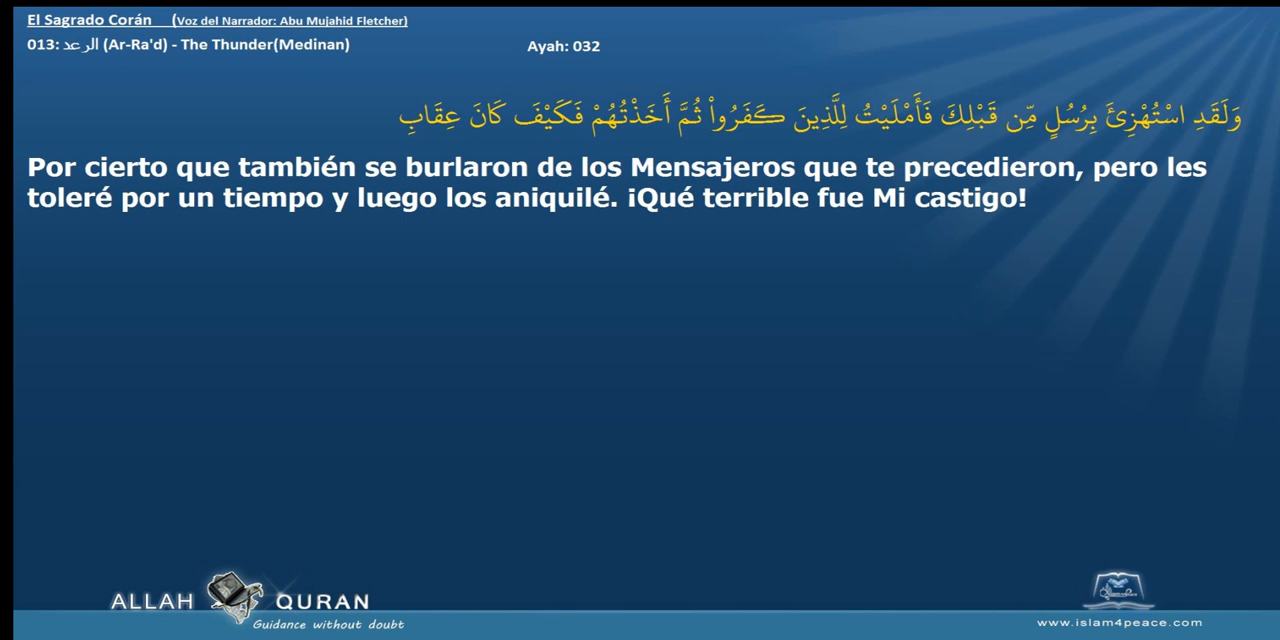 El Sagrado Corán (Voz del Narrador: Abu Mujahid Fletcher)
013: الرعد (Ar-Ra'd) - The Thunder(Medinan) Ayah: 032
وَلَقَدِ اسْتُهْزِئَ بِرُسُلٍ مِّن قَبْلِكَ فَأَمْلَيْتُ لِلَّذِينَ كَفَرُواْ ثُمَّ أَخَذْتُهُمْ فَكَيْفَ كَانَ عِقَابِ
Por cierto que también se burlaron de los Mensajeros que te precedieron, pero les
toleré por un tiempo y luego los aniquilé. ¡Qué terrible fue Mi castigo!
ALLAH QURAN
Guidance without doubt
www.islam4peace.com